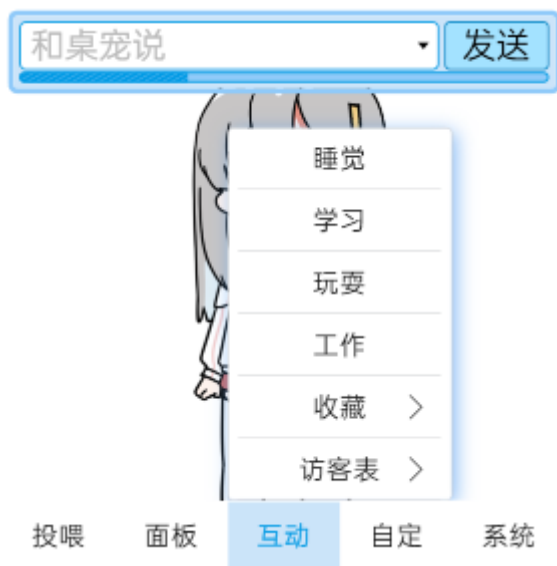 和桌宠说 发送
睡觉
学习
玩耍
工作
收藏
访客表
投喂 面板 互动 自定 系统